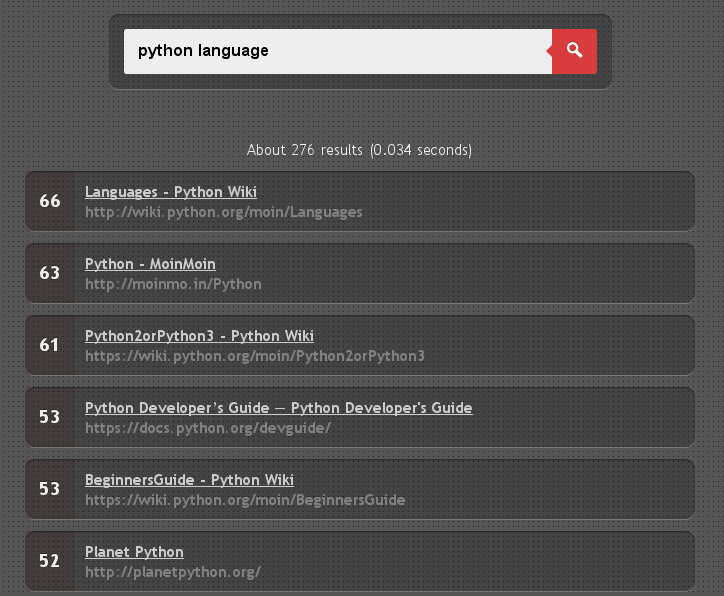 python language
About 276 results (0.034 seconds)
66
Languages - Python Wiki
http://wiki.python.org/moin/Languages
63
Python - MoinMoin
http://moinmo.in/Python
61
Python2orPython3 - Python Wiki
https://wiki.python.org/moin/Python2orPython3
53
Python Developer’s Guide — Python Developer's Guide
https://docs.python.org/devguide/
53
BeginnersGuide - Python Wiki
https://wiki.python.org/moin/BeginnersGuide
52
Planet Python
http://planetpython.org/